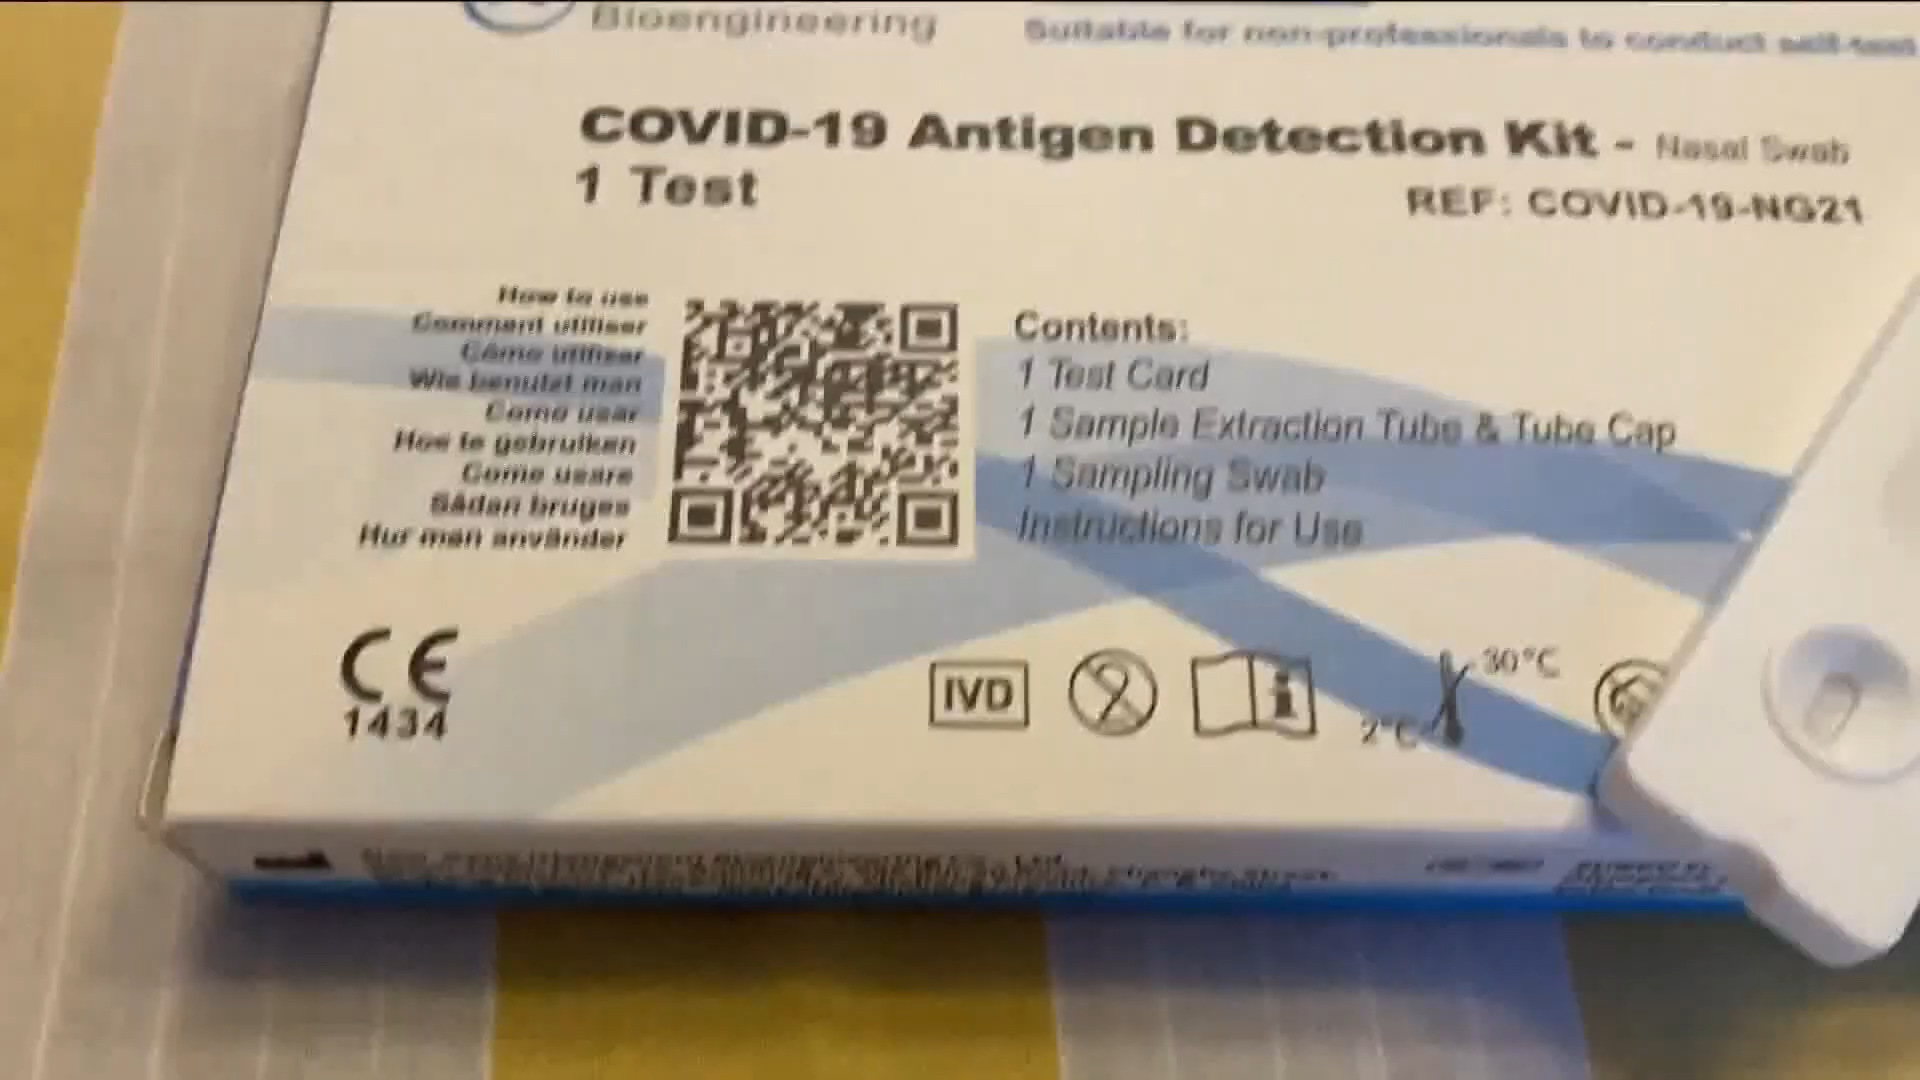 Bioengineering
Suitable for non-professionals to conduct self-test
COVID-19 Antigen Detection Kit - Nasal Swab
1 Test
REF: COVID-19-NG21
How to use
Comment utiliser
Cómo utilizar
Wie benutzt man
Como usar
Hoe te gebruiken
Come usare
Sådan bruges
Hur man använder
Contents:
1 Test Card
1 Sample Extraction Tube & Tube Cap
1 Sampling Swab
Instructions for Use
CE
1434
IVD
2
i
30°C
2°C